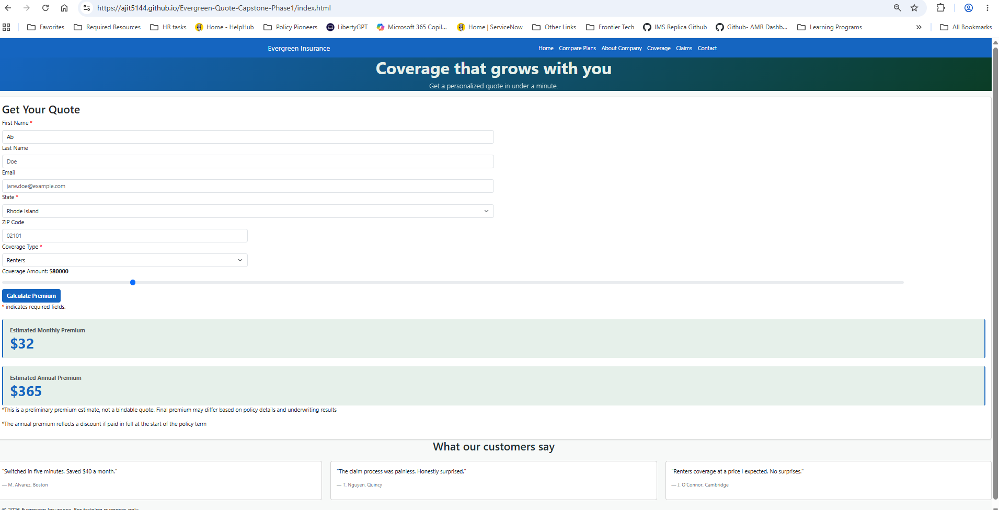 https://ajit5144.github.io/Evergreen-Quote-Capstone-Phase1/index.html
Favorites Required Resources HR tasks Home - HelpHub Policy Pioneers LibertyGPT Microsoft 365 Copil... Home | ServiceNow Other Links Frontier Tech IMS Replica Github Github- AMR Dashb... Learning Programs » All Bookmarks
Evergreen Insurance Home Compare Plans About Company Coverage Claims Contact
Coverage that grows with you
Get a personalized quote in under a minute.
Get Your Quote
First Name *
Ab
Last Name
Doe
Email
jane.doe@example.com
State *
Rhode Island
ZIP Code
02101
Coverage Type *
Renters
Coverage Amount: $80000
Calculate Premium
* indicates required fields.
Estimated Monthly Premium
$32
Estimated Annual Premium
$365
*This is a preliminary premium estimate, not a bindable quote. Final premium may differ based on policy details and underwriting results
*The annual premium reflects a discount if paid in full at the start of the policy term
What our customers say
"Switched in five minutes. Saved $40 a month."
— M. Alvarez, Boston
"The claim process was painless. Honestly surprised."
— T. Nguyen, Quincy
"Renters coverage at a price I expected. No surprises."
— J. O'Connor, Cambridge
© 2026 Evergreen Insurance. For training purposes only.